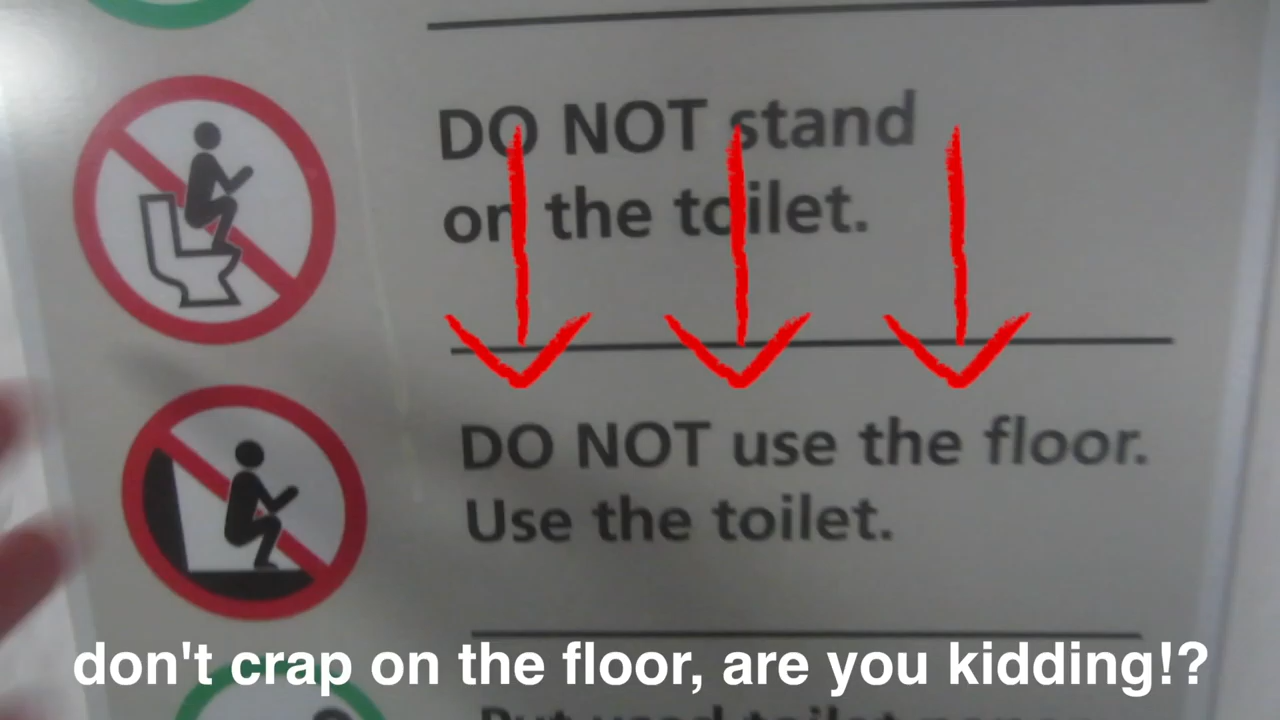 DO NOT stand
on the toilet.
DO NOT use the floor.
Use the toilet.
don't crap on the floor, are you kidding!?